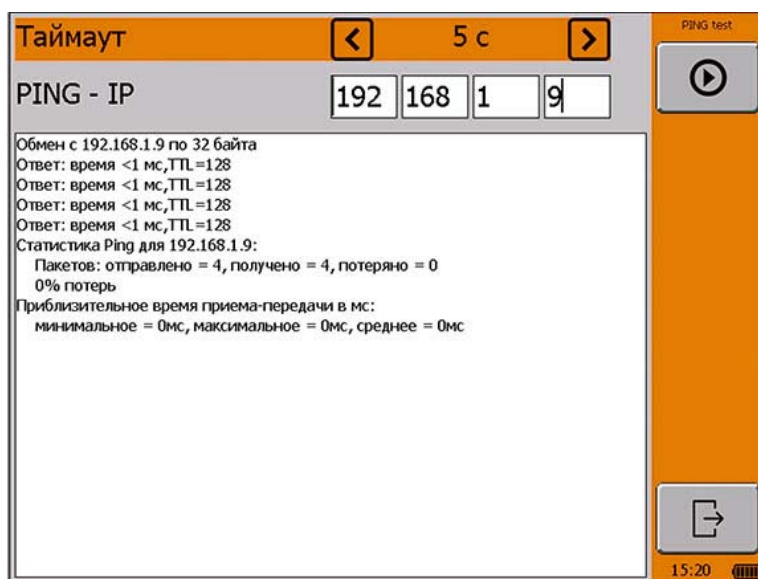 Таймаут
5 с
PING test
PING - IP
192 168 1 9
Обмен с 192.168.1.9 по 32 байта
Ответ: время <1 мс,TTL=128
Ответ: время <1 мс,TTL=128
Ответ: время <1 мс,TTL=128
Ответ: время <1 мс,TTL=128
Статистика Ping для 192.168.1.9:
Пакетов: отправлено = 4, получено = 4, потеряно = 0
0% потерь
Приблизительное время приема-передачи в мс:
минимальное = 0мс, максимальное = 0мс, среднее = 0мс
15:20